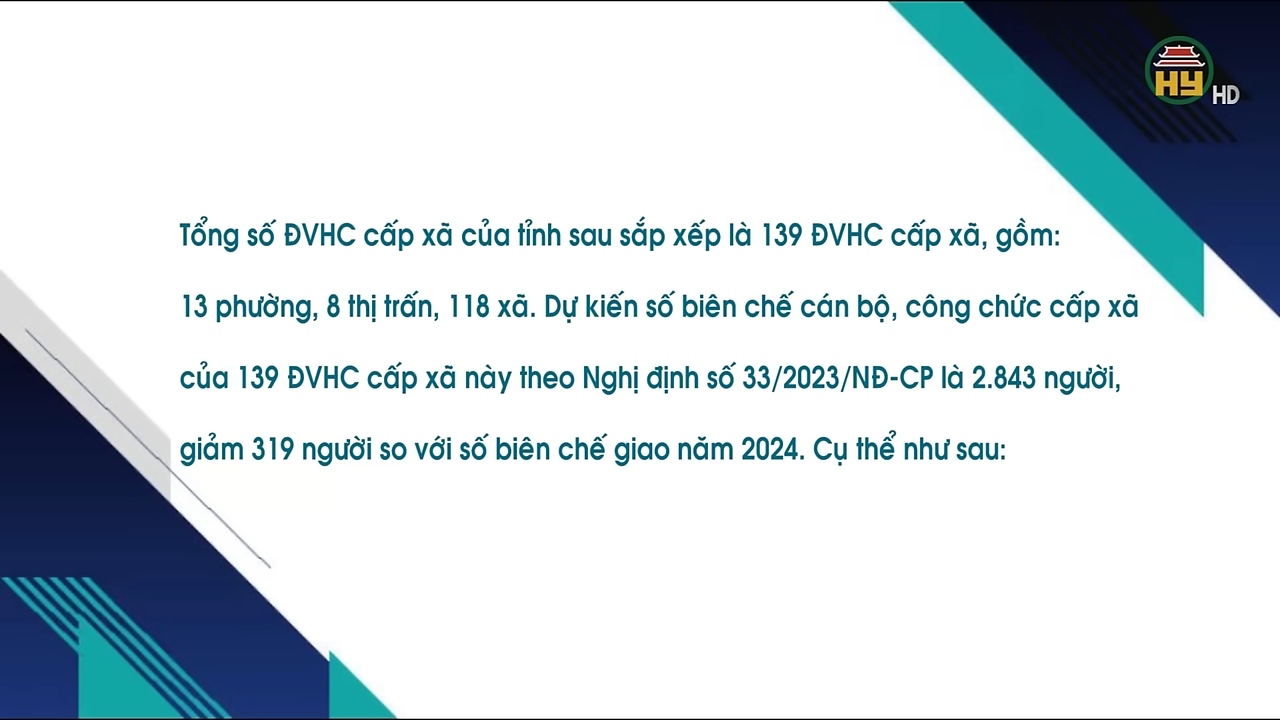 HY HD
Tổng số ĐVHC cấp xã của tỉnh sau sắp xếp là 139 ĐVHC cấp xã, gồm:
13 phường, 8 thị trấn, 118 xã. Dự kiến số biên chế cán bộ, công chức cấp xã
của 139 ĐVHC cấp xã này theo Nghị định số 33/2023/NĐ-CP là 2.843 người,
giảm 319 người so với số biên chế giao năm 2024. Cụ thể như sau: